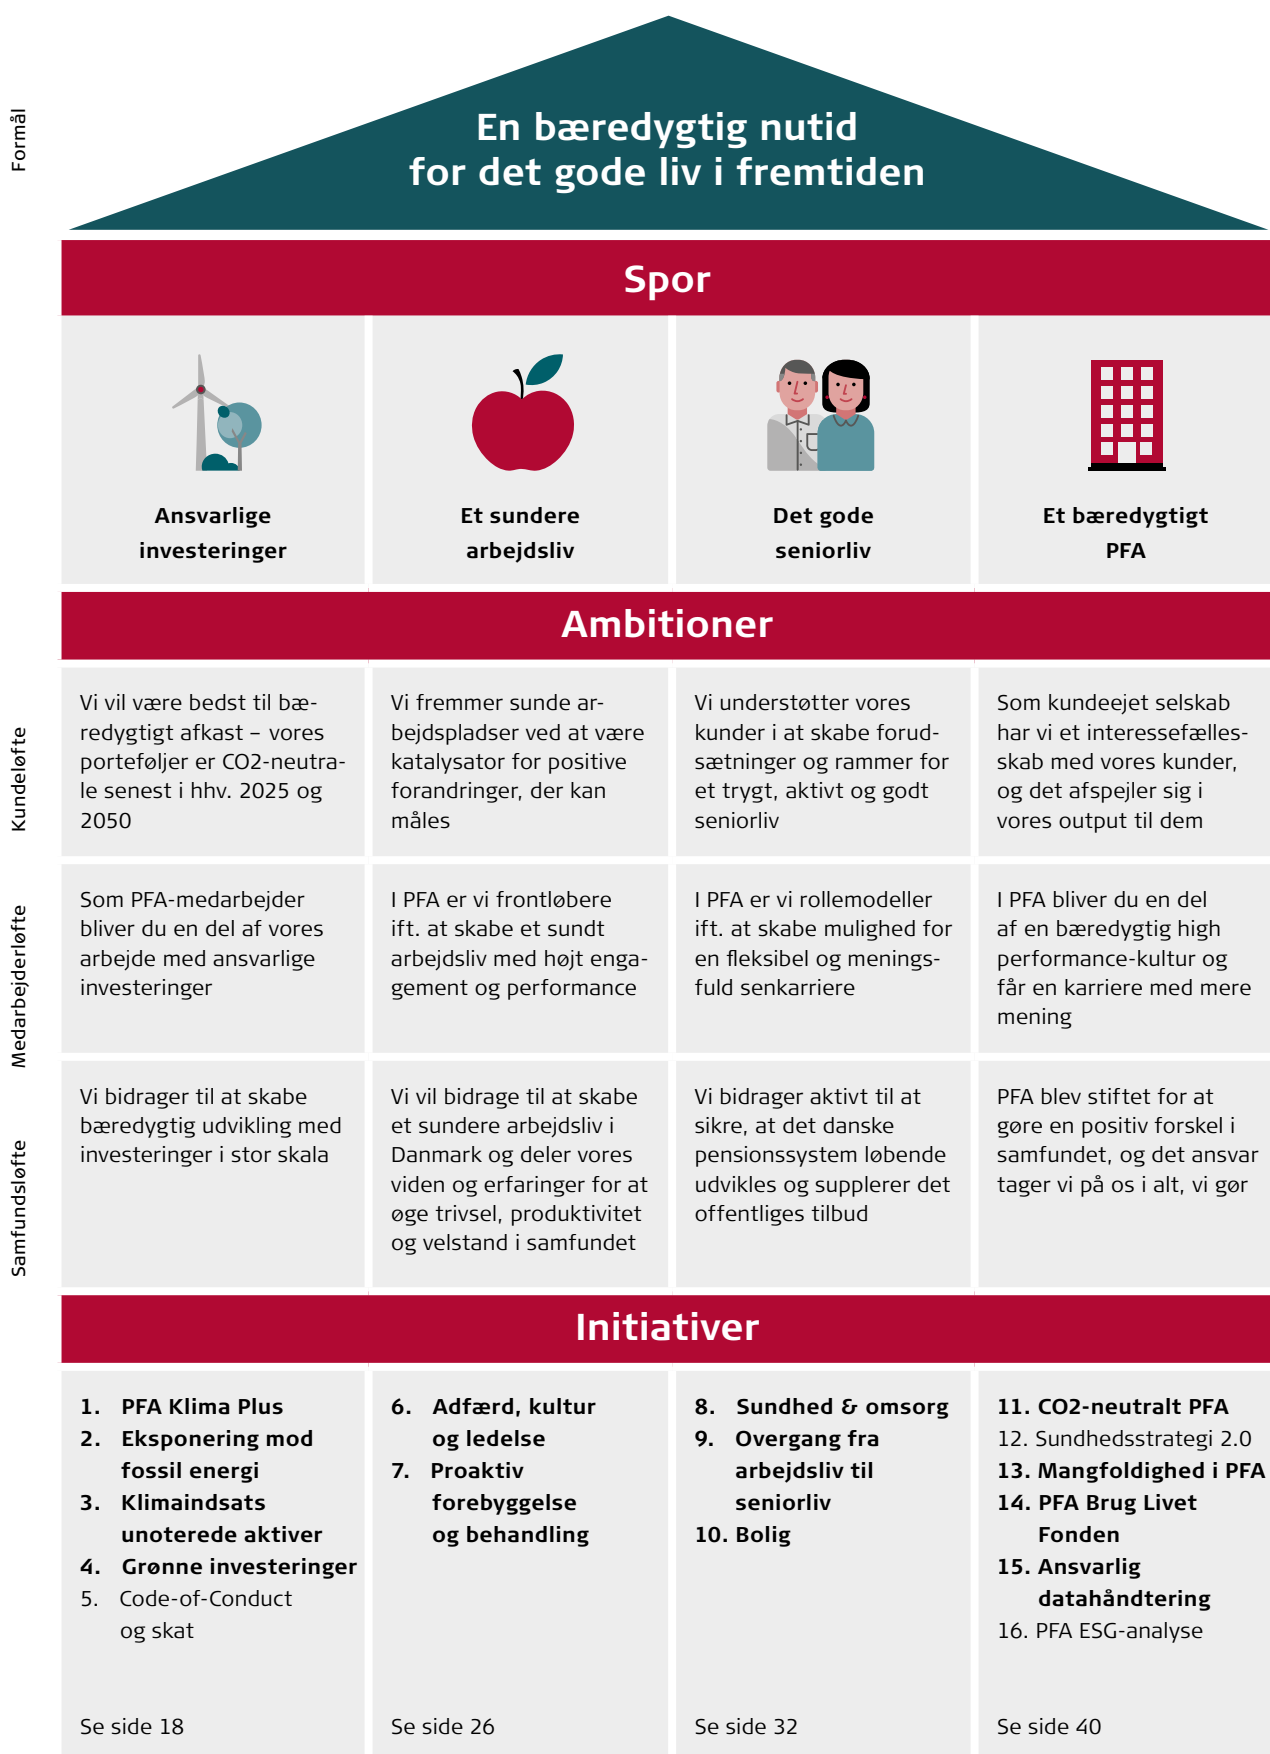 Formål
En bæredygtig nutid
for det gode liv i fremtiden
Spor
Ansvarlige
investeringer
Et sundere
arbejdsliv
Det gode
seniorliv
Et bæredygtigt
PFA
Ambitioner
Kundeløfte
Vi vil være bedst til bæ-
redygtigt afkast – vores
porteføljer er CO2-neutra-
le senest i hhv. 2025 og
2050
Vi fremmer sunde ar-
bejdspladser ved at være
katalysator for positive
forandringer, der kan
måles
Vi understøtter vores
kunder i at skabe forud-
sætninger og rammer for
et trygt, aktivt og godt
seniorliv
Som kundeejet selskab
har vi et interessefælles-
skab med vores kunder,
og det afspejler sig i
vores output til dem
Medarbejderløfte
Som PFA-medarbejder
bliver du en del af vores
arbejde med ansvarlige
investeringer
I PFA er vi frontløbere
ift. at skabe et sundt
arbejdsliv med højt enga-
gement og performance
I PFA er vi rollemodeller
ift. at skabe mulighed for
en fleksibel og menings-
fuld senkarriere
I PFA bliver du en del
af en bæredygtig high
performance-kultur og
får en karriere med mere
mening
Samfundsløfte
Vi bidrager til at skabe
bæredygtig udvikling med
investeringer i stor skala
Vi vil bidrage til at skabe
et sundere arbejdsliv i
Danmark og deler vores
viden og erfaringer for at
øge trivsel, produktivitet
og velstand i samfundet
Vi bidrager aktivt til at
sikre, at det danske
pensionssystem løbende
udvikles og supplerer det
offentliges tilbud
PFA blev stiftet for at
gøre en positiv forskel i
samfundet, og det ansvar
tager vi på os i alt, vi gør
Initiativer
1. PFA Klima Plus
2. Eksponering mod
fossil energi
3. Klimaindsats
unoterede aktiver
4. Grønne investeringer
5. Code-of-Conduct
og skat
Se side 18
6. Adfærd, kultur
og ledelse
7. Proaktiv
forebyggelse
og behandling
Se side 26
8. Sundhed & omsorg
9. Overgang fra
arbejdsliv til
seniorliv
10. Bolig
Se side 32
11. CO2-neutralt PFA
12. Sundhedsstrategi 2.0
13. Mangfoldighed i PFA
14. PFA Brug Livet
Fonden
15. Ansvarlig
datahåndtering
16. PFA ESG-analyse
Se side 40